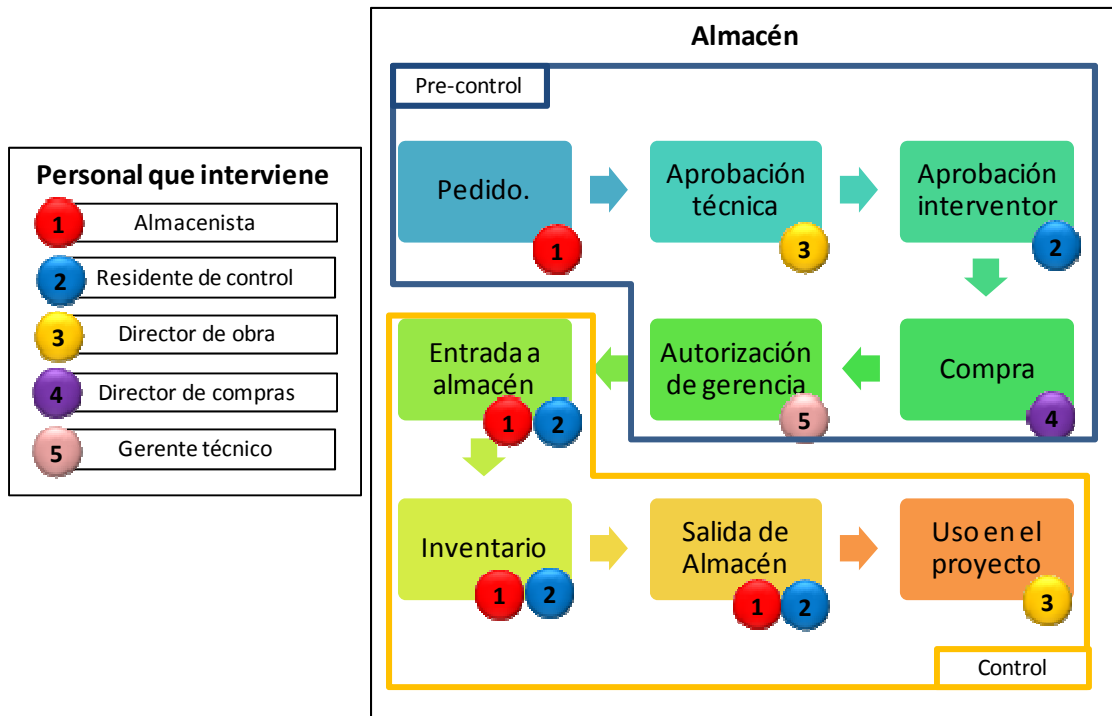 Almacén
Pre-control
Personal que interviene
1 Almacenista
2 Residente de control
3 Director de obra
4 Director de compras
5 Gerente técnico
Pedido.
1
Aprobación
técnica
3
Aprobación
interventor
2
Compra
4
Autorización
de gerencia
5
Entrada a
almacén
1 2
Inventario
1 2
Salida de
Almacén
1 2
Uso en el
proyecto
3
Control